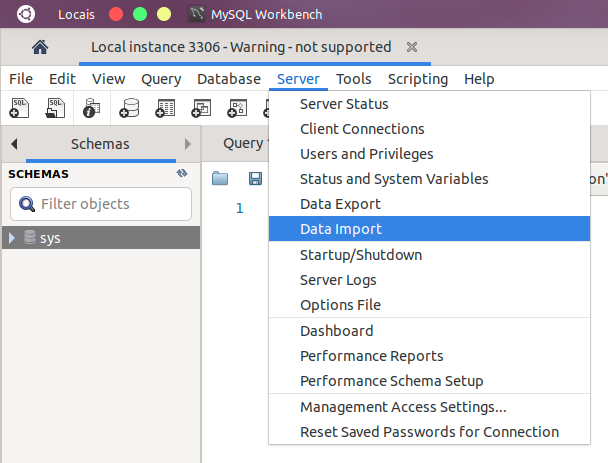 Locais MySQL Workbench
Local instance 3306 - Warning - not supported
File Edit View Query Database Server Tools Scripting Help
SQL SQL
Schemas
Query
SCHEMAS
Filter objects
sys
1
Server Status
Client Connections
Users and Privileges
Status and System Variables
Data Export
Data Import
Startup/Shutdown
Server Logs
Options File
Dashboard
Performance Reports
Performance Schema Setup
Management Access Settings...
Reset Saved Passwords for Connection